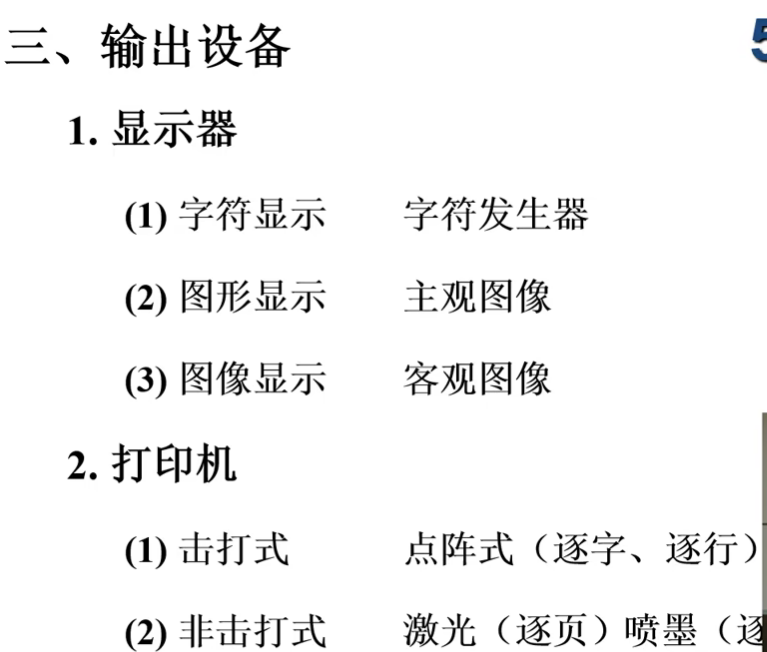 三、输出设备
1. 显示器
(1) 字符显示 字符发生器
(2) 图形显示 主观图像
(3) 图像显示 客观图像
2. 打印机
(1) 击打式 点阵式（逐字、逐行）
(2) 非击打式 激光（逐页）喷墨（逐